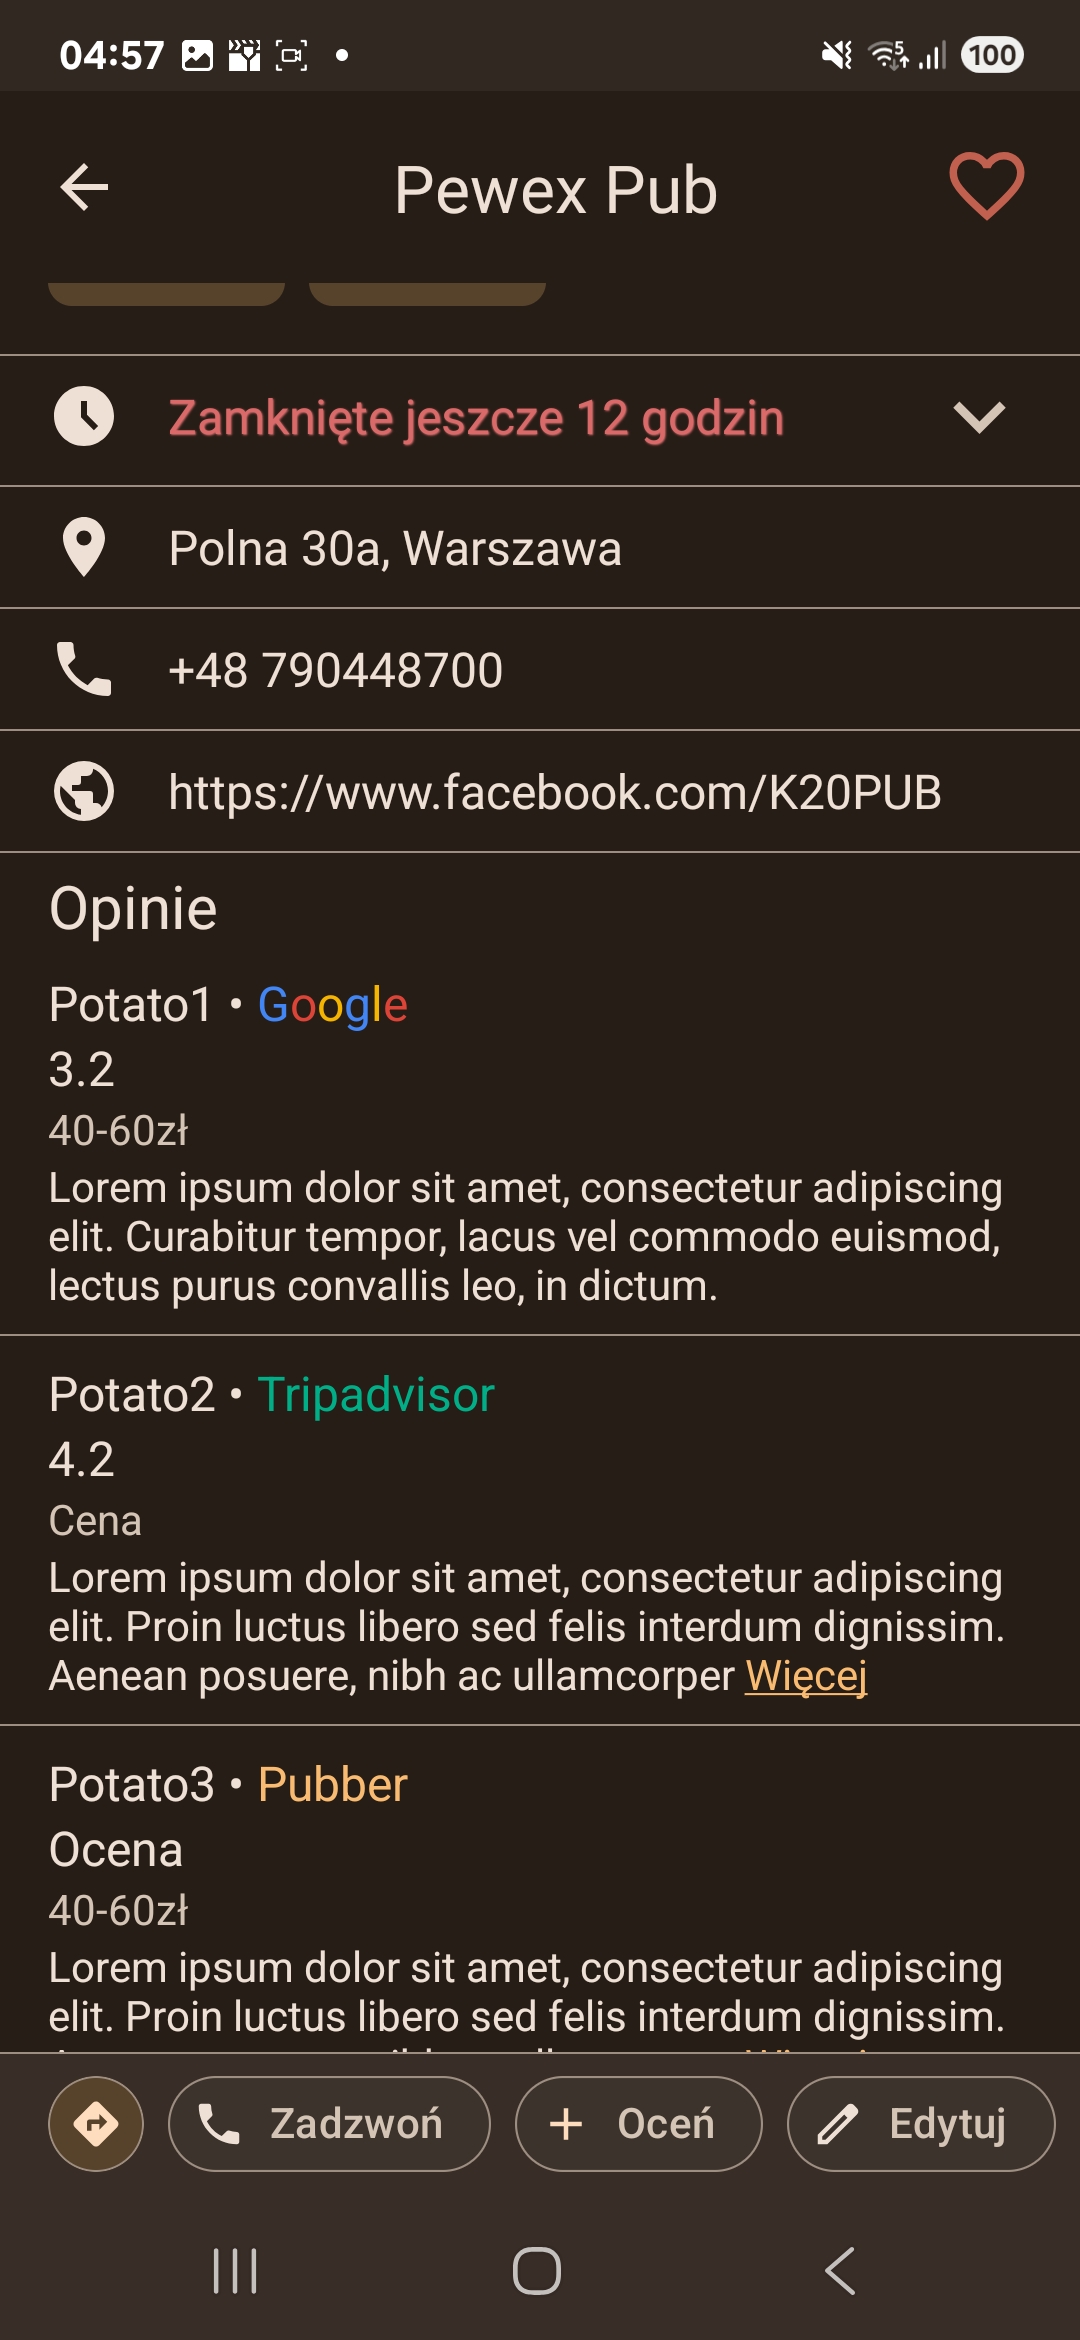 04:57
5
100
Pewex Pub
Zamknięte jeszcze 12 godzin
Polna 30a, Warszawa
+48 790448700
https://www.facebook.com/K20PUB
Opinie
Potato1 • Google
3.2
40-60zł
Lorem ipsum dolor sit amet, consectetur adipiscing
elit. Curabitur tempor, lacus vel commodo euismod,
lectus purus convallis leo, in dictum.
Potato2 • Tripadvisor
4.2
Cena
Lorem ipsum dolor sit amet, consectetur adipiscing
elit. Proin luctus libero sed felis interdum dignissim.
Aenean posuere, nibh ac ullamcorper Więcej
Potato3 • Pubber
Ocena
40-60zł
Lorem ipsum dolor sit amet, consectetur adipiscing
elit. Proin luctus libero sed felis interdum dignissim.
Zadzwoń
Oceń
Edytuj